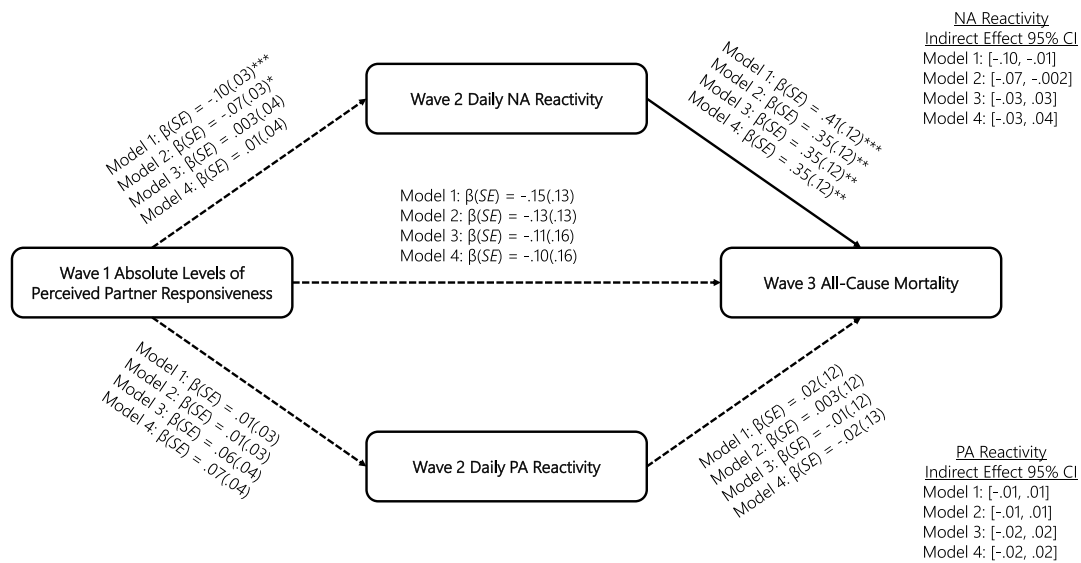 NA Reactivity
Indirect Effect 95% CI
Model 1: [-.10, -.01]
Model 2: [-.07, -.002]
Model 3: [-.03, .03]
Model 4: [-.03, .04]
Model 1: β(SE) = -.10(.03)***
Model 2: β(SE) = -.07(.03)*
Model 3: β(SE) = .003(.04)
Model 4: β(SE) = .01(.04)
Wave 2 Daily NA Reactivity
Model 1: β(SE) = .41(.12)***
Model 2: β(SE) = .35(.12)**
Model 3: β(SE) = .35(.12)**
Model 4: β(SE) = .35(.12)**
Model 1: β(SE) = -.15(.13)
Model 2: β(SE) = -.13(.13)
Model 3: β(SE) = -.11(.16)
Model 4: β(SE) = -.10(.16)
Wave 1 Absolute Levels of
Perceived Partner Responsiveness
Wave 3 All-Cause Mortality
Model 1: β(SE) = .01(.03)
Model 2: β(SE) = .01(.03)
Model 3: β(SE) = .06(.04)
Model 4: β(SE) = .07(.04)
Wave 2 Daily PA Reactivity
Model 1: β(SE) = .02(.12)
Model 2: β(SE) = .003(.12)
Model 3: β(SE) = -.01(.12)
Model 4: β(SE) = -.02(.13)
PA Reactivity
Indirect Effect 95% CI
Model 1: [-.01, .01]
Model 2: [-.01, .01]
Model 3: [-.02, .02]
Model 4: [-.02, .02]